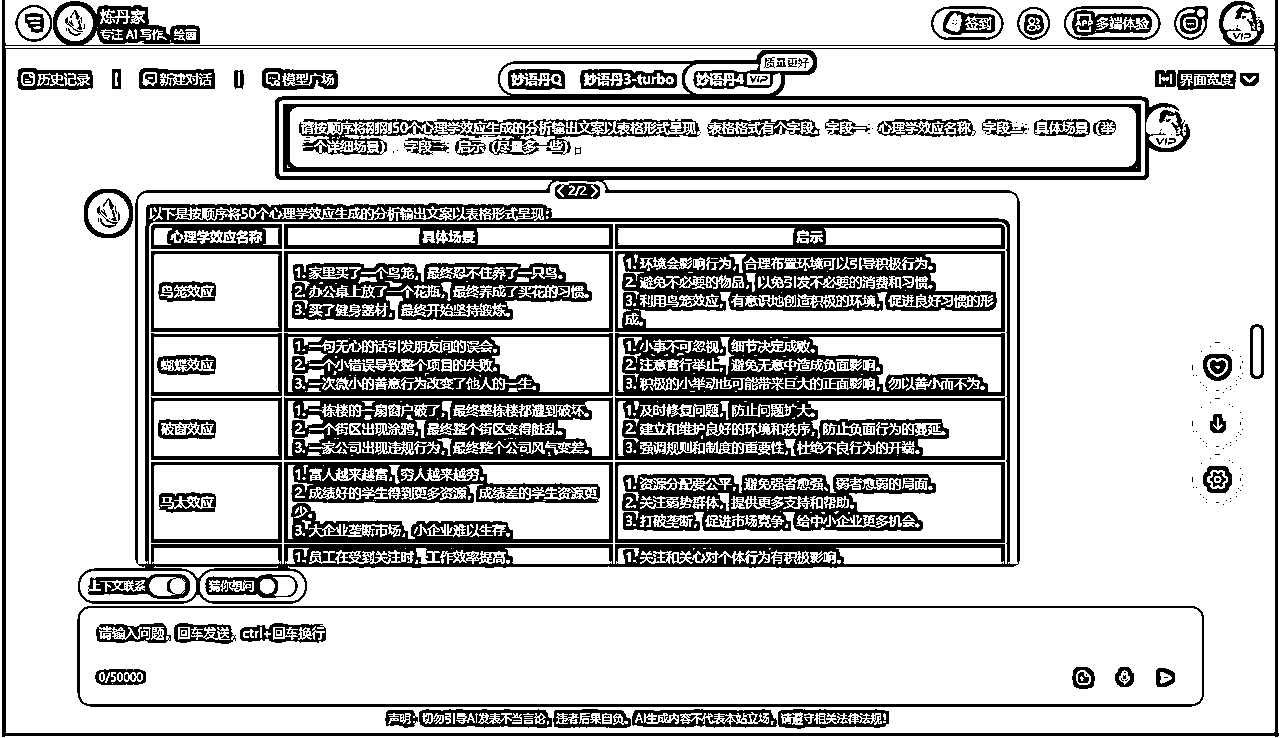 炼丹家
专注 AI 写作、绘画
签到
APP
多端体验
VIP
历史记录
新建对话
模型广场
妙语丹Q
妙语丹3-turbo
妙语丹4 VIP
质量更好
界面宽度
请按顺序将刚刚50个心理学效应生成的分析输出文案以表格形式呈现，表格格式有个字段，字段一：心理学效应名称，字段二：具体场景（举
一个详细场景），字段三：启示（尽量多一些）。
VIP
2/2
以下是按顺序将50个心理学效应生成的分析输出文案以表格形式呈现：
心理学效应名称 具体场景 启示
鸟笼效应
1. 家里买了一个鸟笼，最终忍不住养了一只鸟。
2. 办公桌上放了一个花瓶，最终养成了买花的习惯。
3. 买了健身器材，最终开始坚持锻炼。
1. 环境会影响行为，合理布置环境可以引导积极行为。
2. 避免不必要的物品，以免引发不必要的消费和习惯。
3. 利用鸟笼效应，有意识地创造积极的环境，促进良好习惯的形
成。
蝴蝶效应
1. 一句无心的话引发朋友间的误会。
2. 一个小错误导致整个项目的失败。
3. 一次微小的善意行为改变了他人的一生。
1. 小事不可忽视，细节决定成败。
2. 注意言行举止，避免无意中造成负面影响。
3. 积极的小举动也可能带来巨大的正面影响，勿以善小而不为。
破窗效应
1. 一栋楼的一扇窗户破了，最终整栋楼都遭到破坏。
2. 一个街区出现涂鸦，最终整个街区变得脏乱。
3. 一家公司出现违规行为，最终整个公司风气变差。
1. 及时修复问题，防止问题扩大。
2. 建立和维护良好的环境和秩序，防止负面行为的蔓延。
3. 强调规则和制度的重要性，杜绝不良行为的开端。
马太效应
1. 富人越来越富，穷人越来越穷。
2. 成绩好的学生得到更多资源，成绩差的学生资源更
少。
3. 大企业垄断市场，小企业难以生存。
1. 资源分配要公平，避免强者愈强、弱者愈弱的局面。
2. 关注弱势群体，提供更多支持和帮助。
3. 打破垄断，促进市场竞争，给中小企业更多机会。
1. 员工在受到关注时，工作效率提高。
1. 关注和关心对个体行为有积极影响。
上下文联系
猜你想问
请输入问题，回车发送，ctrl+回车换行
0/50000
声明：切勿引导AI发表不当言论，违者后果自负。AI生成内容不代表本站立场，请遵守相关法律法规！